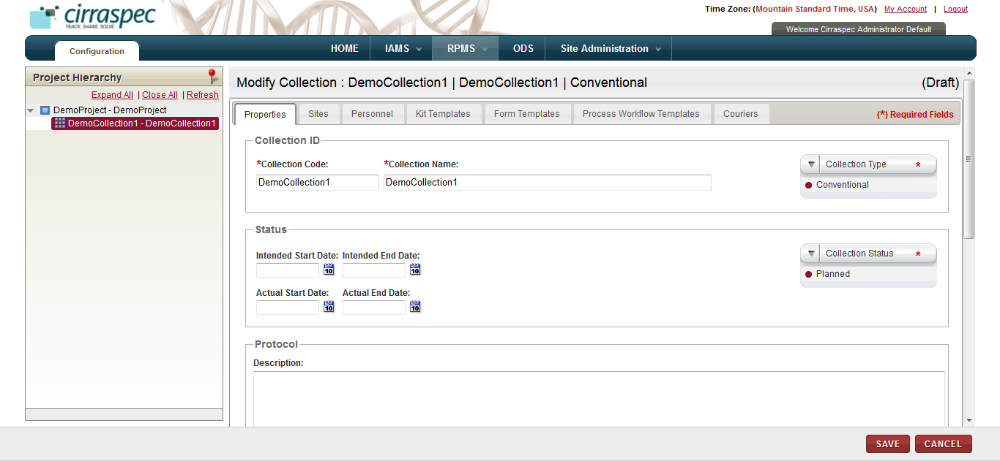 cirraspec
TRACK. SHARE. SOLVE.
Time Zone: (Mountain Standard Time, USA) My Account | Logout
Welcome Cirraspec Administrator Default
Configuration
HOME IAMS RPMS ODS Site Administration
Project Hierarchy
Expand All | Close All | Refresh
DemoProject - DemoProject
DemoCollection1 - DemoCollection1
Modify Collection : DemoCollection1 | DemoCollection1 | Conventional (Draft)
Properties Sites Personnel Kit Templates Form Templates Process Workflow Templates Couriers (*) Required Fields
Collection ID
*Collection Code: *Collection Name: Collection Type *
DemoCollection1 DemoCollection1 Conventional
Status
Intended Start Date: Intended End Date: Collection Status *
10 10 Planned
Actual Start Date: Actual End Date:
10 10
Protocol
Description:
SAVE CANCEL